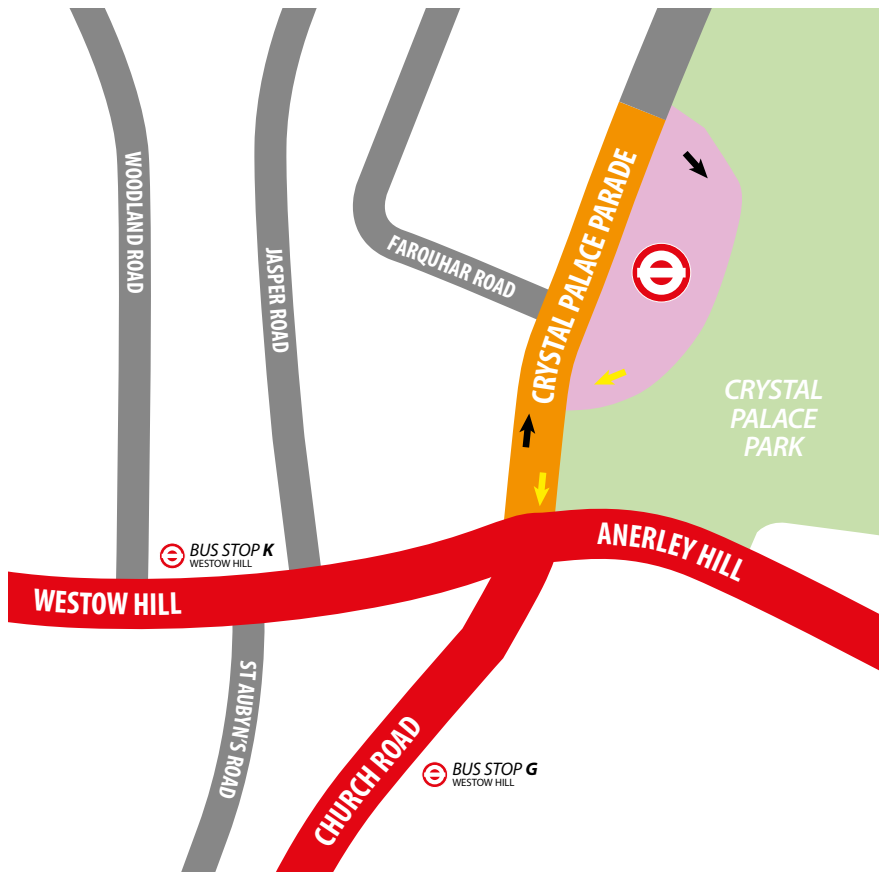 WOODLAND ROAD
JASPER ROAD
FARQUHAR ROAD
CRYSTAL PALACE PARADE
CRYSTAL
PALACE
PARK
BUS STOP K
WESTOW HILL
WESTOW HILL
ANERLEY HILL
ST AUBYN'S ROAD
CHURCH ROAD
BUS STOP G
WESTOW HILL